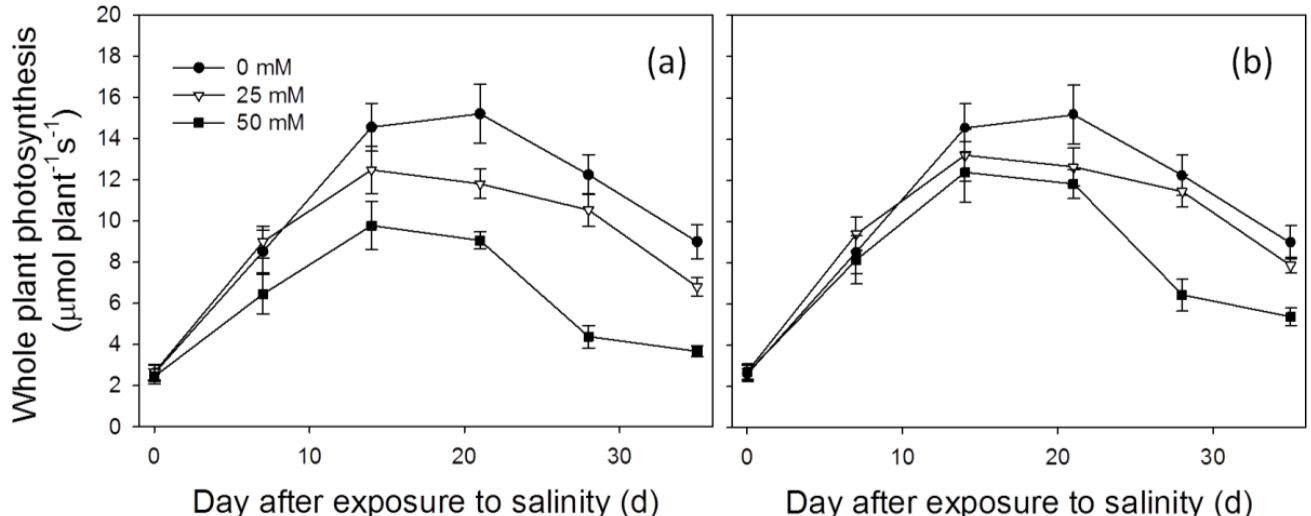 Whole plant photosynthesis
(μmol plant⁻¹s⁻¹)
20
18
16
14
12
10
8
6
4
2
0
0 mM
25 mM
50 mM
(a)
(b)
0 10 20 30
0 10 20 30
Day after exposure to salinity (d)
Day after exposure to salinity (d)